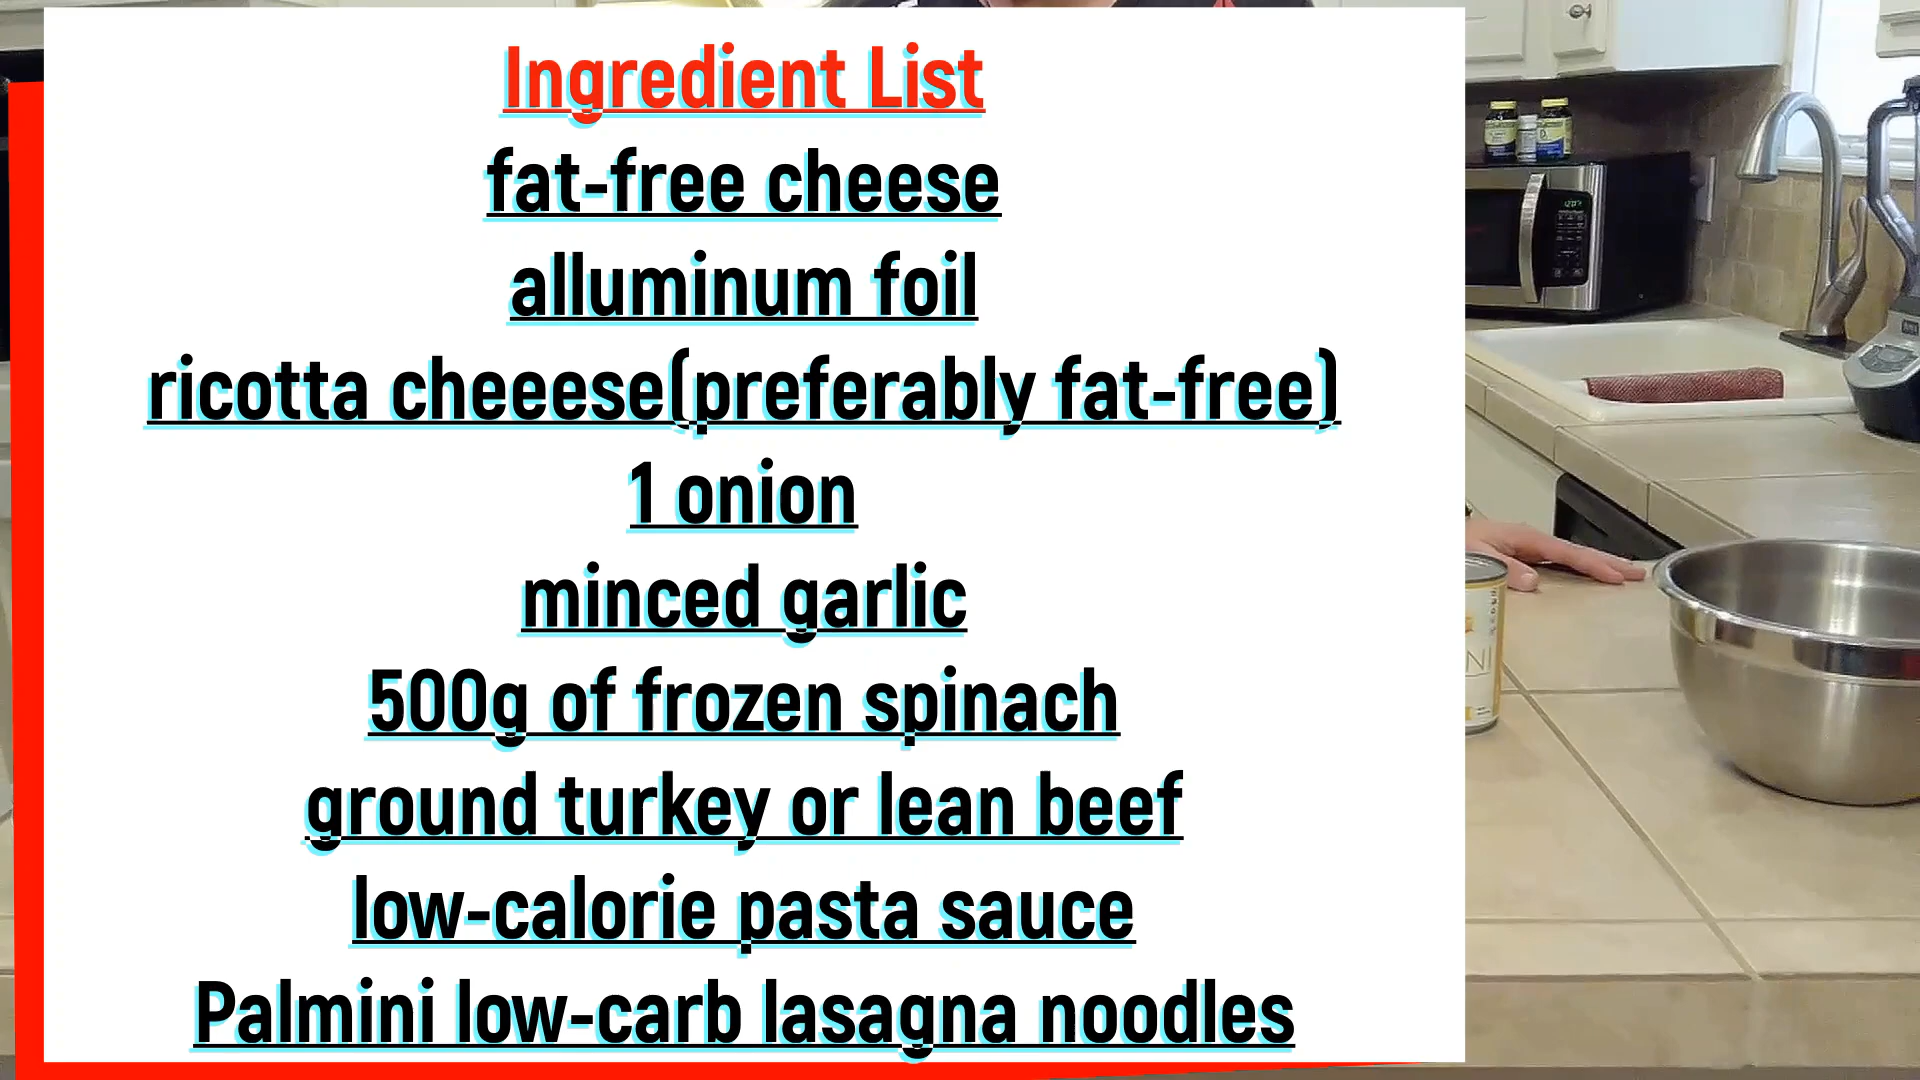 Ingredient List
fat-free cheese
alluminum foil
ricotta cheeese(preferably fat-free)
1 onion
minced garlic
500g of frozen spinach
ground turkey or lean beef
low-calorie pasta sauce
Palmini low-carb lasagna noodles